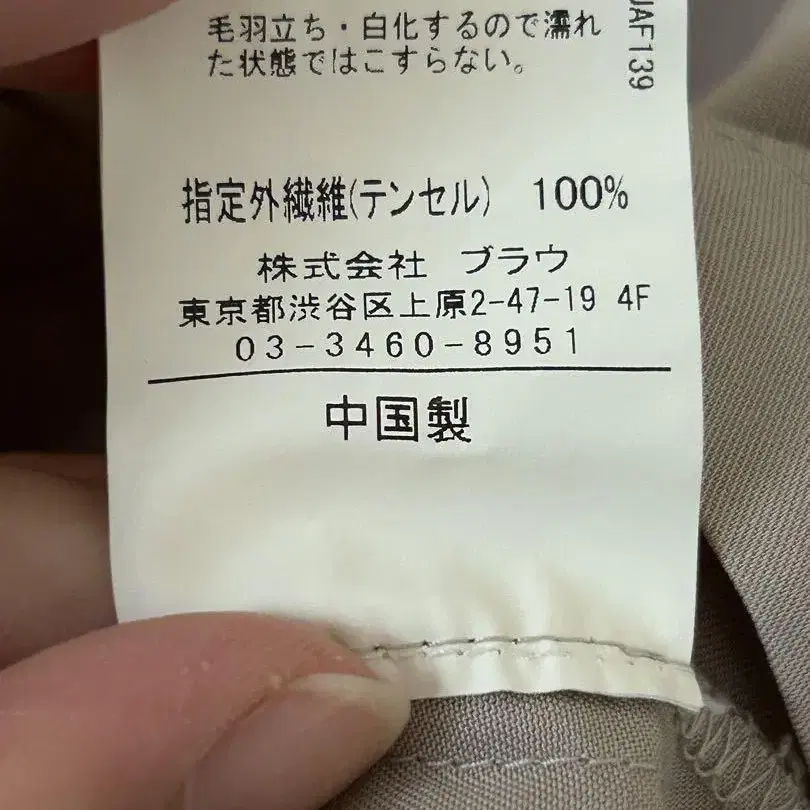 毛羽立ち・白化するので濡れ
た状態ではこすらない。
指定外繊維(テンセル) 100%
株式会社 ブラウ
東京都渋谷区上原2-47-19 4F
03-3460-8951
中国製